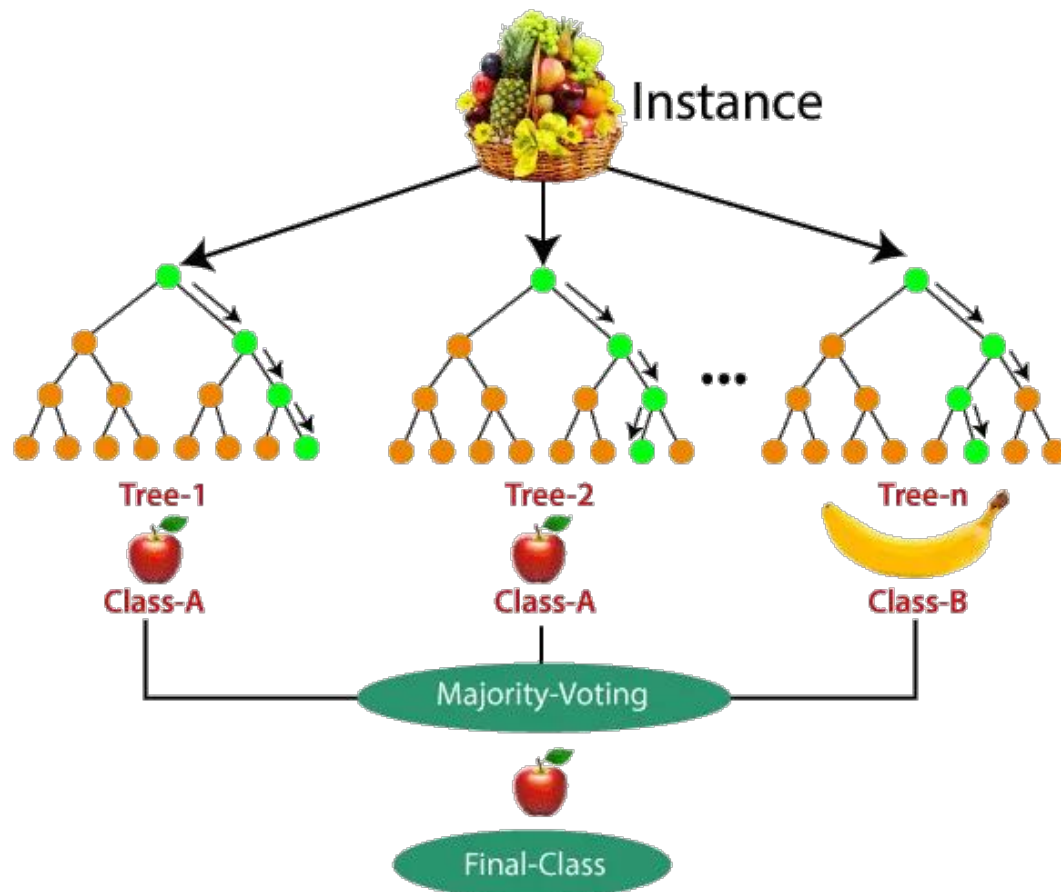 Instance
Tree-1
Tree-2
Tree-n
Class-A
Class-A
Class-B
Majority-Voting
Final-Class